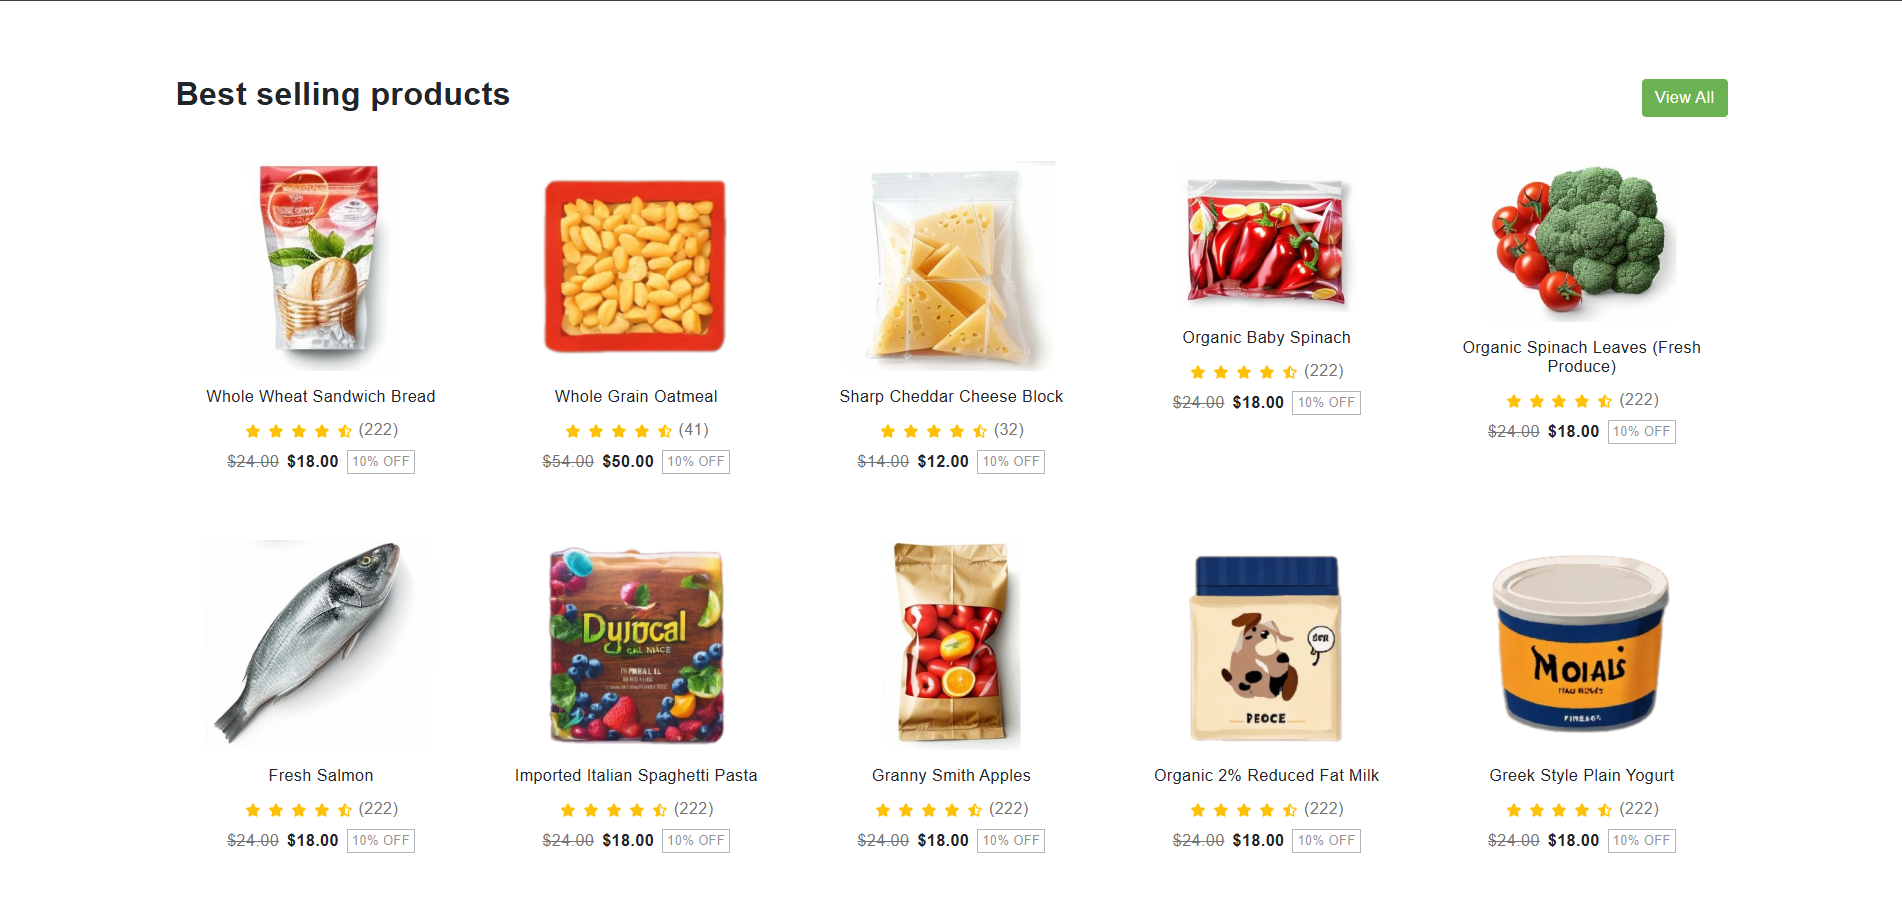 Best selling products
View All
Whole Wheat Sandwich Bread
(222)
$24.00 $18.00 10% OFF
Whole Grain Oatmeal
(41)
$54.00 $50.00 10% OFF
Sharp Cheddar Cheese Block
(32)
$14.00 $12.00 10% OFF
Organic Baby Spinach
(222)
$24.00 $18.00 10% OFF
Organic Spinach Leaves (Fresh
Produce)
(222)
$24.00 $18.00 10% OFF
Fresh Salmon
(222)
$24.00 $18.00 10% OFF
Dujocal
Imported Italian Spaghetti Pasta
(222)
$24.00 $18.00 10% OFF
Granny Smith Apples
(222)
$24.00 $18.00 10% OFF
PEOCE
Organic 2% Reduced Fat Milk
(222)
$24.00 $18.00 10% OFF
MOIALS
Greek Style Plain Yogurt
(222)
$24.00 $18.00 10% OFF